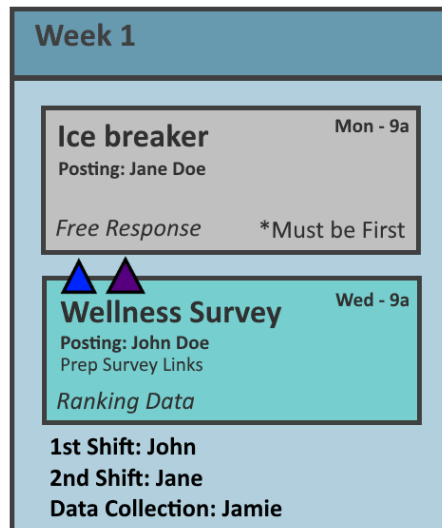 Week 1
Mon - 9a
Ice breaker
Posting: Jane Doe
Free Response *Must be First
Wed - 9a
Wellness Survey
Posting: John Doe
Prep Survey Links
Ranking Data
1st Shift: John
2nd Shift: Jane
Data Collection: Jamie